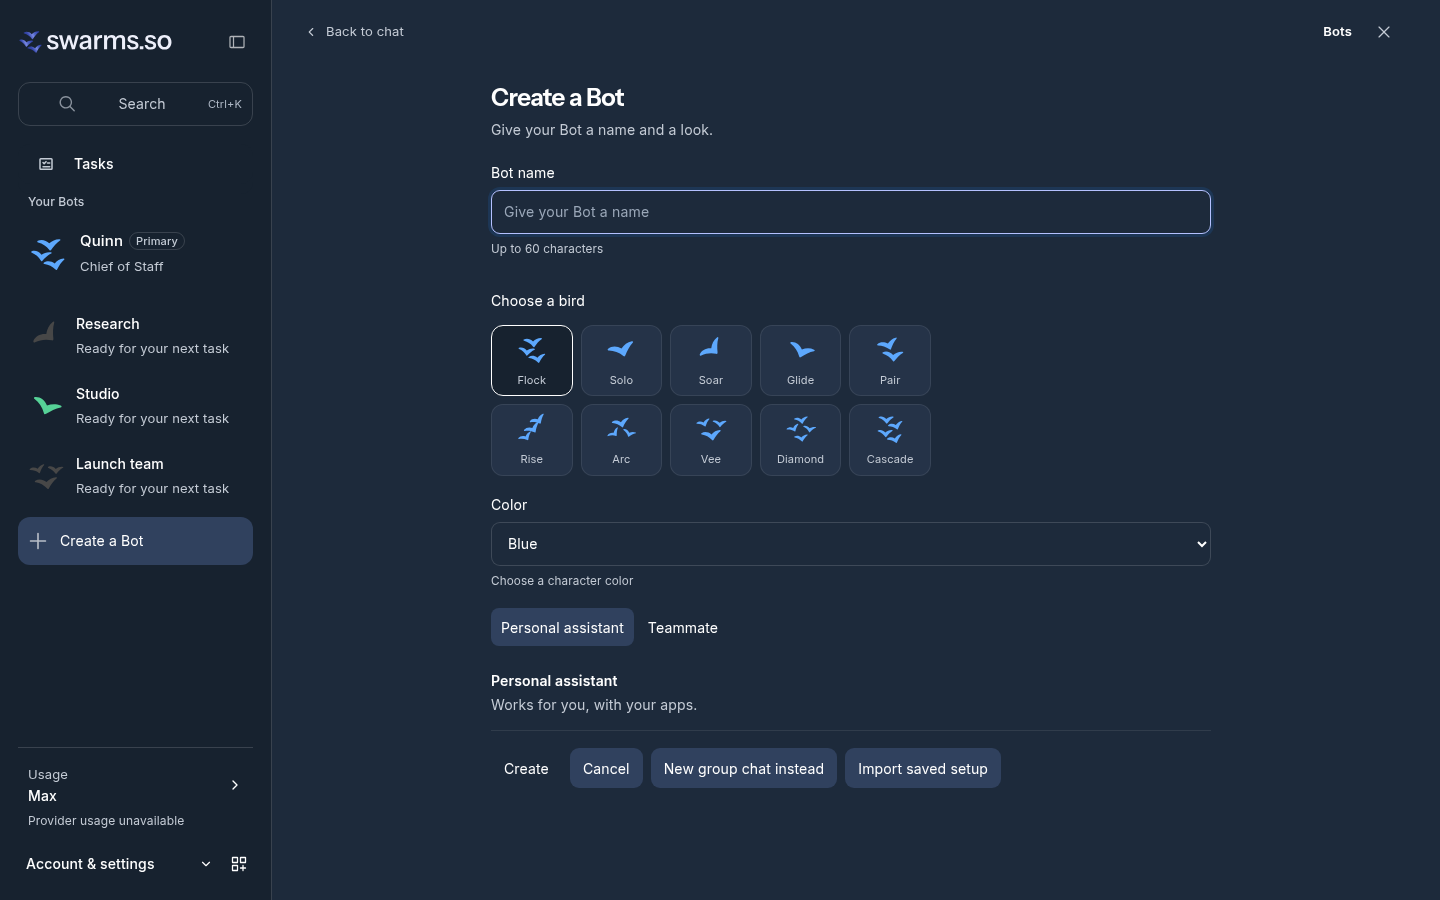 swarms.so
Search Ctrl+K
Tasks
Your Bots
Quinn Primary
Chief of Staff
Research
Ready for your next task
Studio
Ready for your next task
Launch team
Ready for your next task
Create a Bot
Usage
Max
Provider usage unavailable
Account & settings
Back to chat
Bots
Create a Bot
Give your Bot a name and a look.
Bot name
Give your Bot a name
Up to 60 characters
Choose a bird
Flock Solo Soar Glide Pair
Rise Arc Vee Diamond Cascade
Color
Blue
Choose a character color
Personal assistant Teammate
Personal assistant
Works for you, with your apps.
Create Cancel New group chat instead Import saved setup